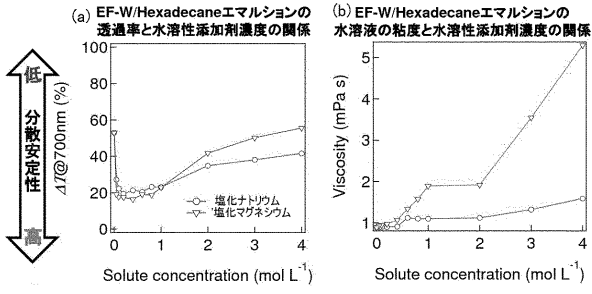 EF-W/Hexadecaneエマルションの
透過率と水溶性添加剤濃度の関係
(a)
低
分散安定性
高
ΔT@700nm (%)
100
80
60
40
20
0
塩化ナトリウム
塩化マグネシウム
0
1
2
3
4
Solute concentration (mol L-1)
EF-W/Hexadecaneエマルションの
水溶液の粘度と水溶性添加剤濃度の関係
(b)
Viscosity (mPa s)
5
4
3
2
1
0
1
2
3
4
Solute concentration (mol L-1)